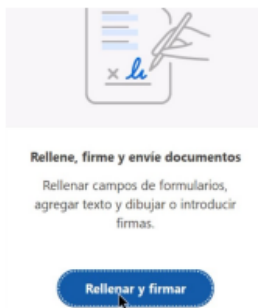 Rellene, firme y envíe documentos
Rellenar campos de formularios,
agregar texto y dibujar o introducir
firmas.
Rellenar y firmar